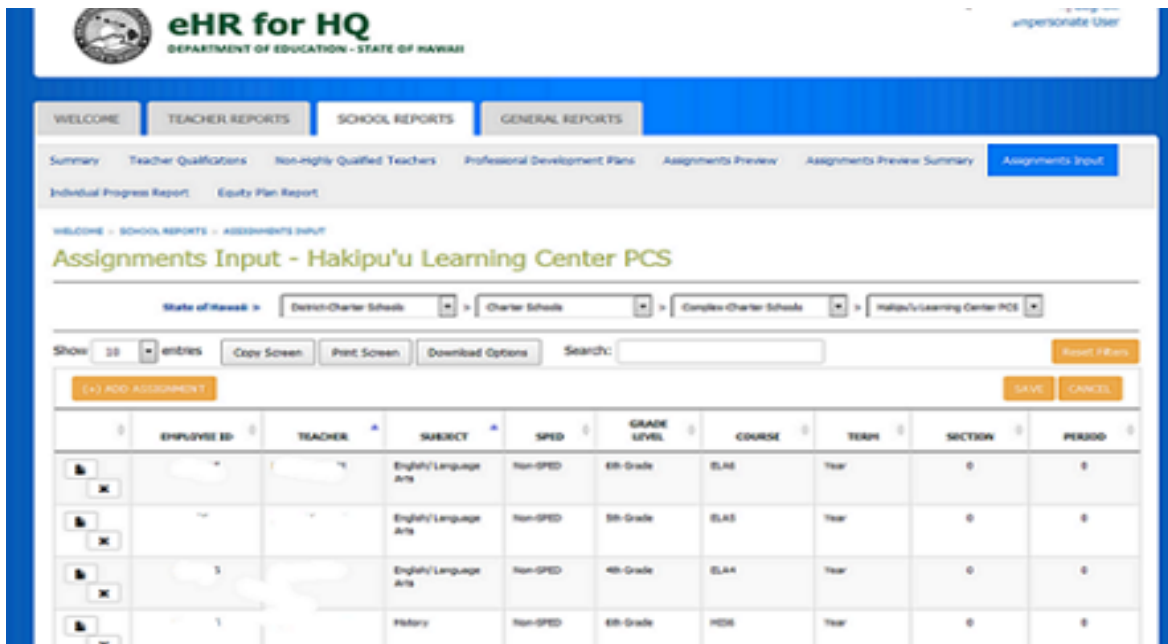 eHR for HQ
DEPARTMENT OF EDUCATION - STATE OF HAWAII
Impersonate User
WELCOME TEACHER REPORTS SCHOOL REPORTS GENERAL REPORTS
Summary Teacher Qualifications Non-Highly Qualified Teachers Professional Development Plans Assignments Preview Assignments Preview Summary Assignments Input
Individual Progress Report Equity Plan Report
WELCOME > SCHOOL REPORTS > ASSIGNMENTS INPUT
Assignments Input - Hakipu'u Learning Center PCS
State of Hawaii > District-Charter Schools > Charter Schools > Complex-Charter Schools > Hakipu'u Learning Center PCS
Show 10 entries Copy Screen Print Screen Download Options Search: Reset Filters
(+) ADD ASSIGNMENT SAVE CANCEL
EMPLOYEE ID TEACHER SUBJECT SPED GRADE LEVEL COURSE TERM SECTION PERIOD
English/Language Arts Non-SPED 6th Grade ELA6 Year 0 0
English/Language Arts Non-SPED 5th Grade ELA5 Year 0 0
English/Language Arts Non-SPED 4th Grade ELA4 Year 0 0
History Non-SPED 6th Grade HIS6 Year 0 0